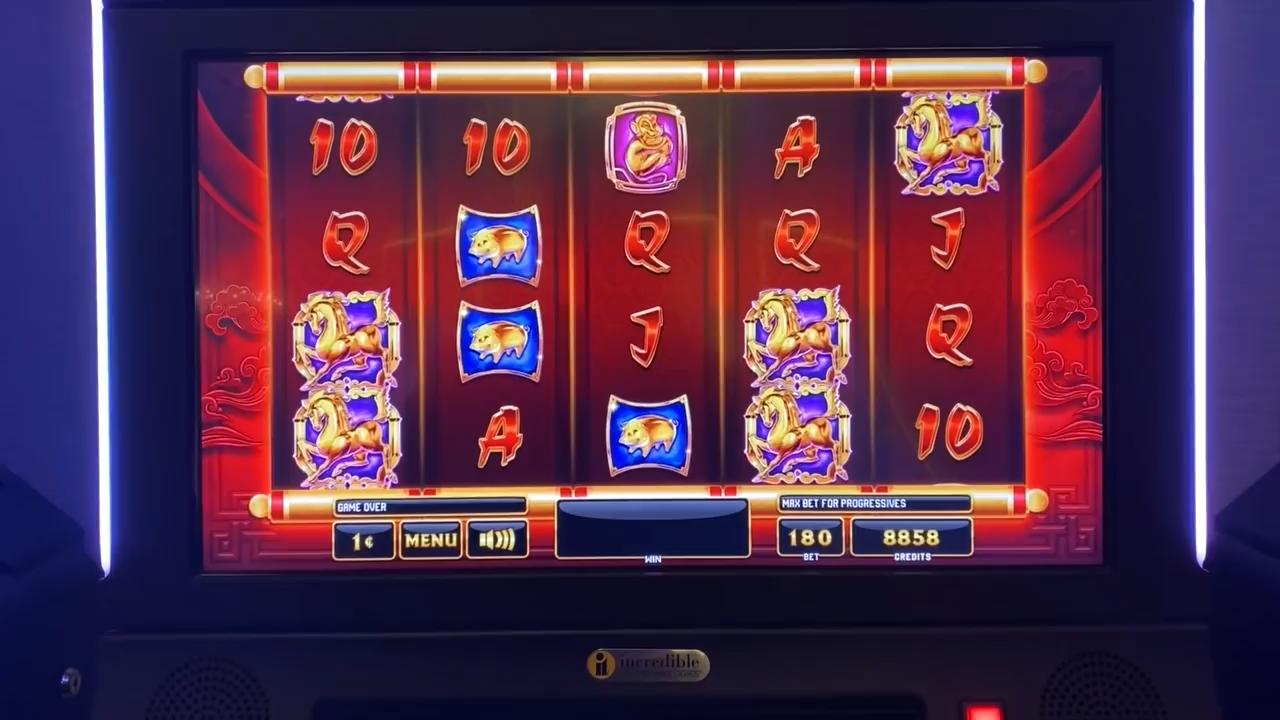 10 10 A
Q Q Q J
J Q
A 10
GAME OVER
MAX BET FOR PROGRESSIVES
1¢ MENU 180 8858
WIN BET CREDITS
incredible